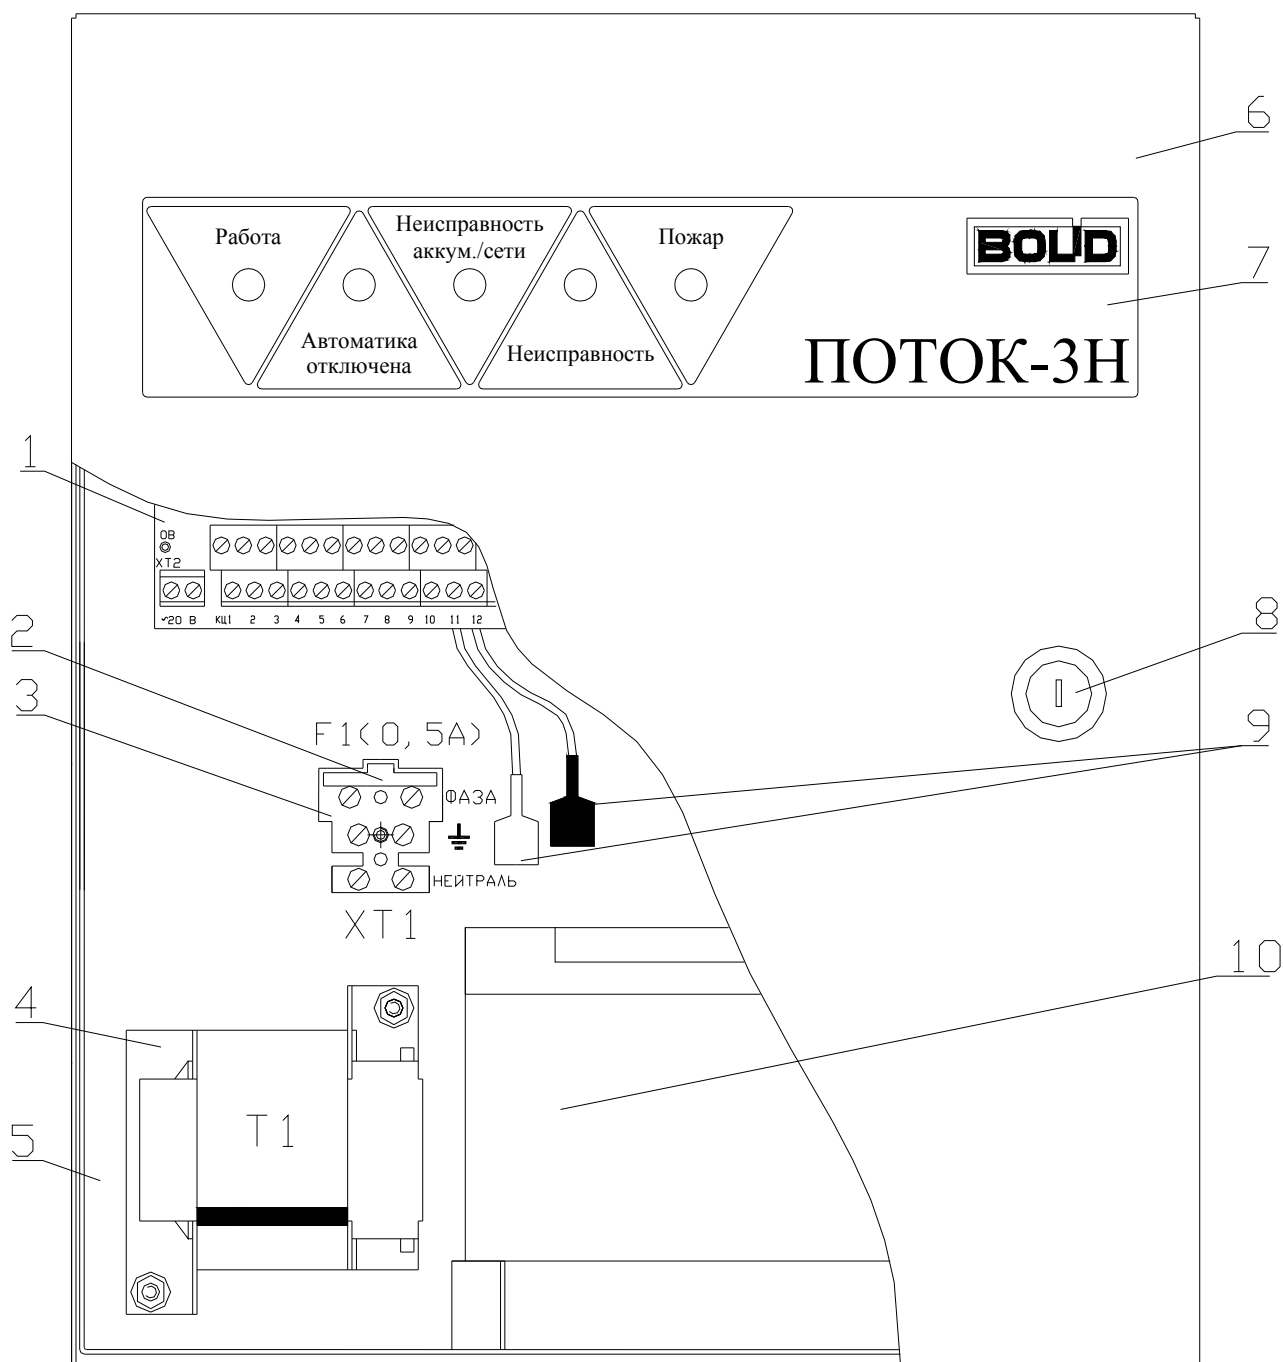 6
Работа
Неисправность
аккум./сети
Пожар
BOLID
7
Автоматика
отключена
Неисправность
ПОТОК-3Н
1
0В
XT2
~20 В
КЦ1 2 3 4 5 6 7 8 9 10 11 12
2
8
3
F1(0,5А)
9
ФАЗА
НЕЙТРАЛЬ
XT1
10
4
T1
5